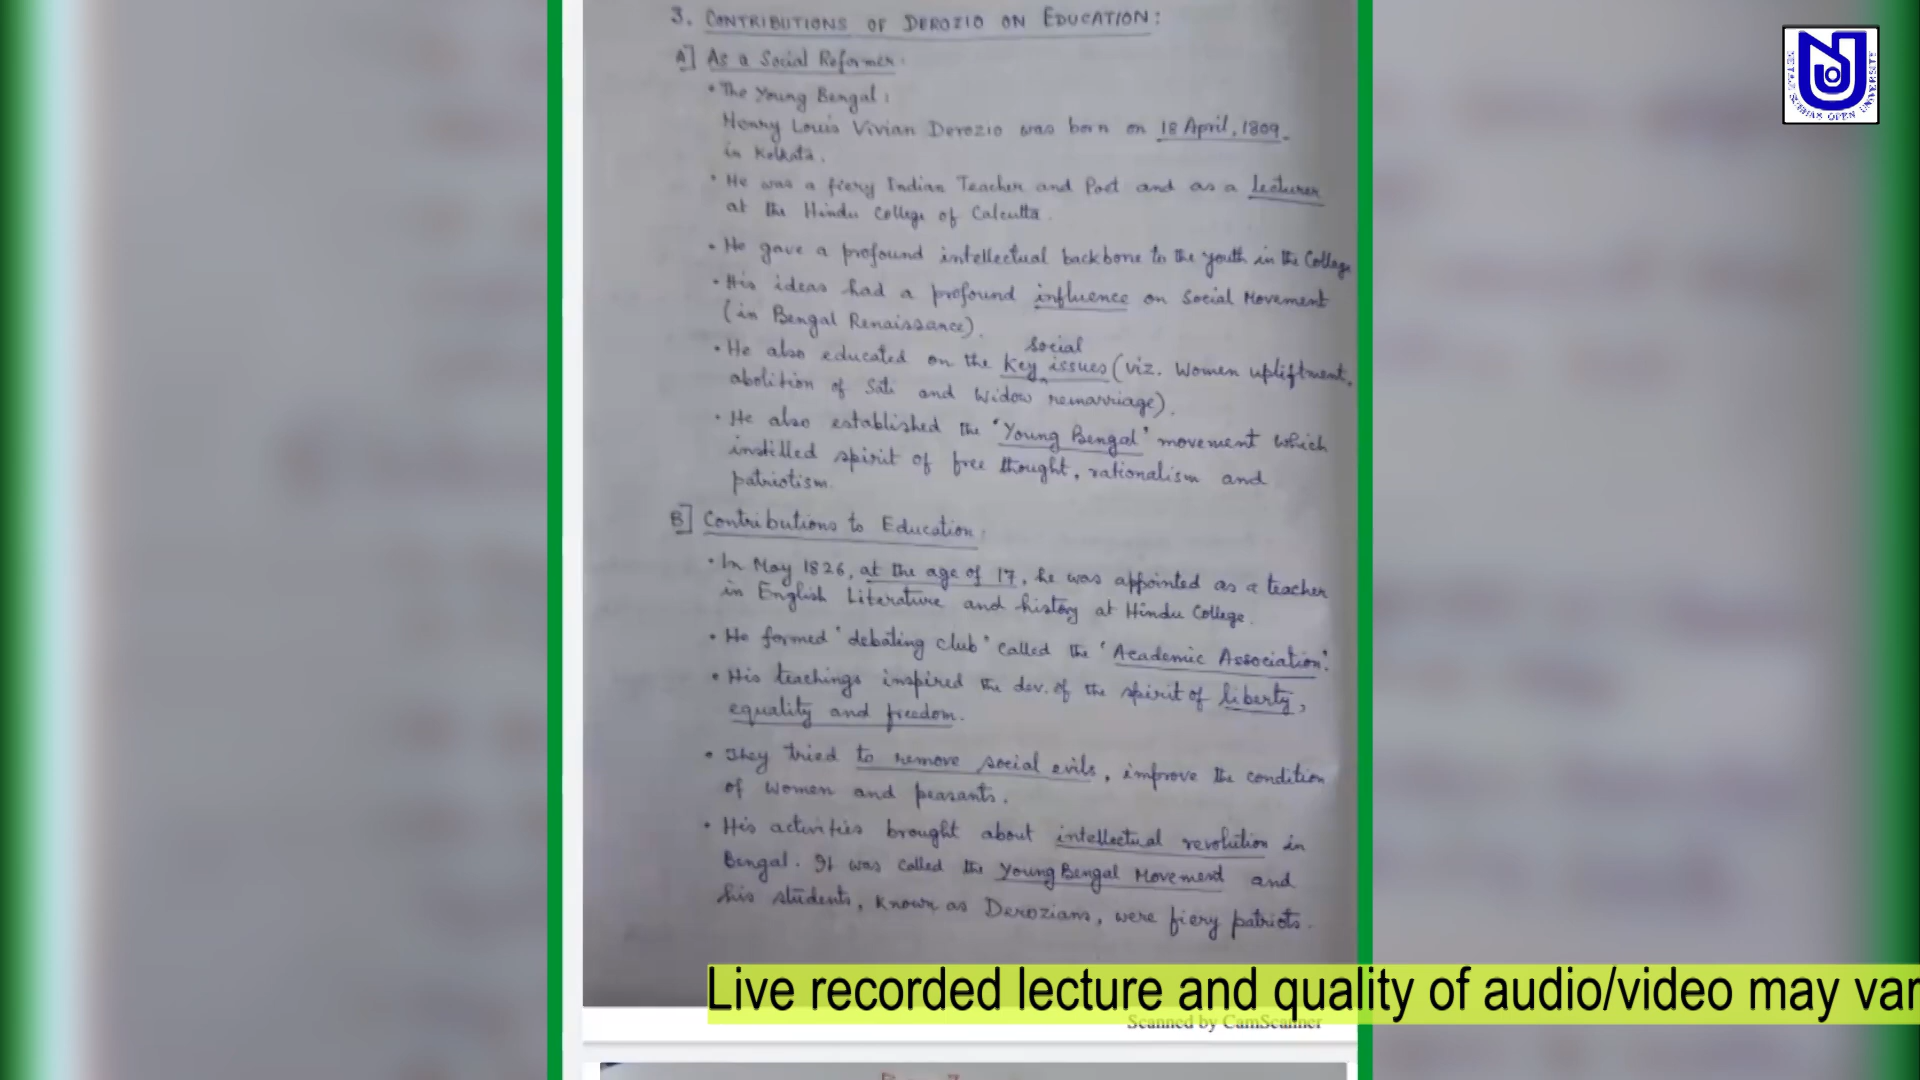 3. CONTRIBUTIONS OF DEROZIO ON EDUCATION:
A] As a Social Reformer:
• The Young Bengal:
Henry Louis Vivian Derozio was born on 18 April, 1809.
in Kolkata.
• He was a fiery Indian Teacher and Poet and as a lecturer
at the Hindu College of Calcutta.
• He gave a profound intellectual backbone to the youth in the College
• His ideas had a profound influence on Social Movement
(in Bengal Renaissance).
social
• He also educated on the key issues (viz. Women upliftment,
abolition of Sati and Widow remarriage).
• He also established the 'Young Bengal' movement which
instilled spirit of free thought, rationalism and
patriotism.
B] Contributions to Education:
• In May 1826, at the age of 17, he was appointed as a teacher
in English Literature and history at Hindu College.
• He formed 'debating club' called the 'Academic Association'.
• His teachings inspired the dev. of the spirit of liberty,
equality and freedom.
• They tried to remove social evils, improve the condition
of women and peasants.
• His activities brought about intellectual revolution in
Bengal. It was called the Young Bengal Movement and
his students, known as Derozians, were fiery patriots.
Live recorded lecture and quality of audio/video may var
Scanned by CamScanner
NETAJI SUBHAS OPEN UNIVERSITY